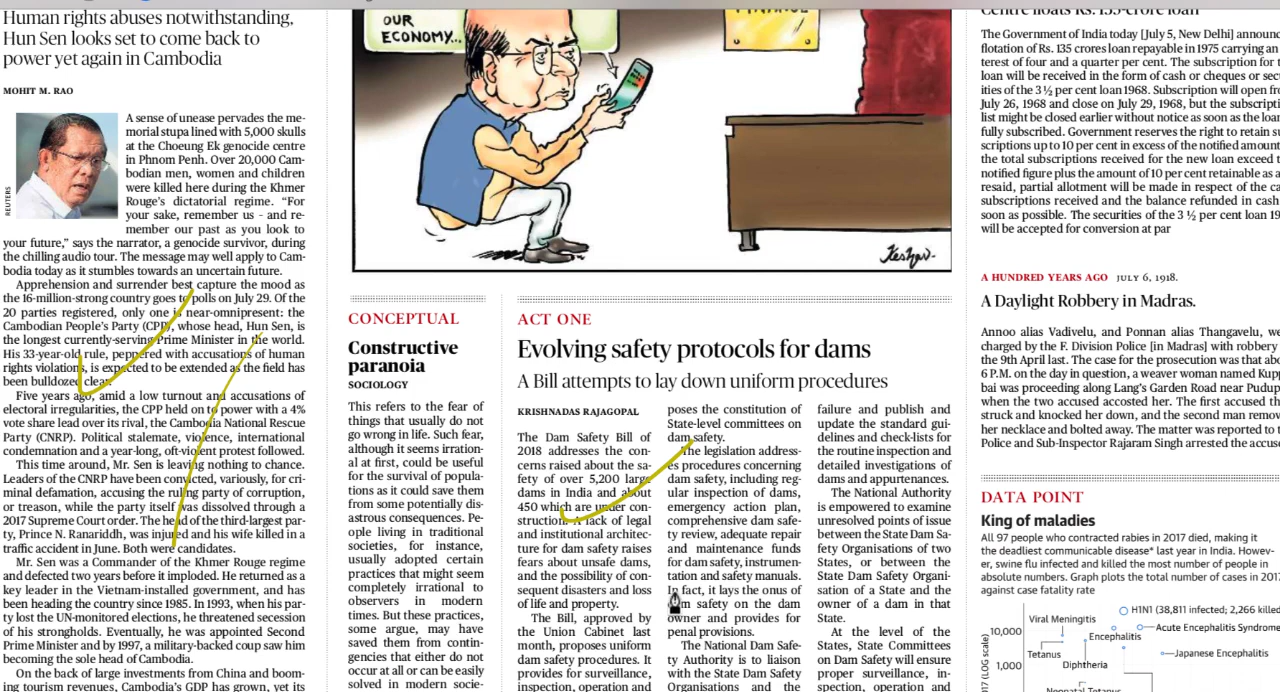 Human rights abuses notwithstanding,
Hun Sen looks set to come back to
power yet again in Cambodia
MOHIT M. RAO
REUTERS
A sense of unease pervades the me-
morial stupa lined with 5,000 skulls
at the Choeung Ek genocide centre
in Phnom Penh. Over 20,000 Cam-
bodian men, women and children
were killed here during the Khmer
Rouge's dictatorial regime. “For
your sake, remember us - and re-
member our past as you look to
your future,” says the narrator, a genocide survivor, during
the chilling audio tour. The message may well apply to Cam-
bodia today as it stumbles towards an uncertain future.
Apprehension and surrender best capture the mood as
the 16-million-strong country goes to polls on July 29. Of the
20 parties registered, only one is near-omnipresent: the
Cambodian People's Party (CPP), whose head, Hun Sen, is
the longest currently-serving Prime Minister in the world.
His 33-year-old rule, peppered with accusations of human
rights violations, is expected to be extended as the field has
been bulldozed clear.
Five years ago, amid a low turnout and accusations of
electoral irregularities, the CPP held on to power with a 4%
vote share lead over its rival, the Cambodia National Rescue
Party (CNRP). Political stalemate, violence, international
condemnation and a year-long, oft-violent protest followed.
This time around, Mr. Sen is leaving nothing to chance.
Leaders of the CNRP have been convicted, variously, for cri-
minal defamation, accusing the ruling party of corruption,
or treason, while the party itself was dissolved through a
2017 Supreme Court order. The head of the third-largest par-
ty, Prince N. Ranariddh, was injured and his wife killed in a
traffic accident in June. Both were candidates.
Mr. Sen was a Commander of the Khmer Rouge regime
and defected two years before it imploded. He returned as a
key leader in the Vietnam-installed government, and has
been heading the country since 1985. In 1993, when his par-
ty lost the UN-monitored elections, he threatened secession
of his strongholds. Eventually, he was appointed Second
Prime Minister and by 1997, a military-backed coup saw him
becoming the sole head of Cambodia.
On the back of large investments from China and boom-
ing tourism revenues, Cambodia's GDP has grown, yet its
OUR
ECONOMY...
FINANCE
Keshav
CONCEPTUAL
Constructive
paranoia
SOCIOLOGY
This refers to the fear of
things that usually do not
go wrong in life. Such fear,
although it seems irration-
al at first, could be useful
for the survival of popula-
tions as it could save them
from some potentially dis-
astrous consequences. Pe-
ople living in traditional
societies, for instance,
usually adopted certain
practices that might seem
completely irrational to
observers in modern
times. But these practices,
some argue, may have
saved them from contin-
gencies that either do not
occur at all or can be easily
solved in modern socie-
ACT ONE
Evolving safety protocols for dams
A Bill attempts to lay down uniform procedures
KRISHNADAS RAJAGOPAL
The Dam Safety Bill of
2018 addresses the con-
cerns raised about the sa-
fety of over 5,200 large
dams in India and about
450 which are under con-
struction. A lack of legal
and institutional architec-
ture for dam safety raises
fears about unsafe dams,
and the possibility of con-
sequent disasters and loss
of life and property.
The Bill, approved by
the Union Cabinet last
month, proposes uniform
dam safety procedures. It
provides for surveillance,
inspection, operation and
poses the constitution of
State-level committees on
dam safety.
The legislation address-
es procedures concerning
dam safety, including reg-
ular inspection of dams,
emergency action plan,
comprehensive dam safe-
ty review, adequate repair
and maintenance funds
for dam safety, instrumen-
tation and safety manuals.
In fact, it lays the onus of
dam safety on the dam
owner and provides for
penal provisions.
The National Dam Safe-
ty Authority is to liaison
with the State Dam Safety
Organisations and the
failure and publish and
update the standard gui-
delines and check-lists for
the routine inspection and
detailed investigations of
dams and appurtenances.
The National Authority
is empowered to examine
unresolved points of issue
between the State Dam Sa-
fety Organisations of two
States, or between the
State Dam Safety Organi-
sation of a State and the
owner of a dam in that
State.
At the level of the
States, State Committees
on Dam Safety will ensure
proper surveillance, in-
spection, operation and
Centre floats Rs. 135-crore loan
The Government of India today [July 5, New Delhi] announc
flotation of Rs. 135 crores loan repayable in 1975 carrying an
terest of four and a quarter per cent. The subscription for t
loan will be received in the form of cash or cheques or sec
ities of the 3 ½ per cent loan 1968. Subscription will open fro
July 26, 1968 and close on July 29, 1968, but the subscripti
list might be closed earlier without notice as soon as the loan
fully subscribed. Government reserves the right to retain su
scriptions up to 10 per cent in excess of the notified amount
the total subscriptions received for the new loan exceed t
notified figure plus the amount of 10 per cent retainable as a
resaid, partial allotment will be made in respect of the ca
subscriptions received and the balance refunded in cash
soon as possible. The securities of the 3 ½ per cent loan 19
will be accepted for conversion at par
A HUNDRED YEARS AGO JULY 6, 1918.
A Daylight Robbery in Madras.
Annoo alias Vadivelu, and Ponnan alias Thangavelu, we
charged by the F. Division Police [in Madras] with robbery
the 9th April last. The case for the prosecution was that abo
6 P.M. on the day in question, a weaver woman named Kupp
bai was proceeding along Lang's Garden Road near Pudup
when the two accused accosted her. The first accused th
struck and knocked her down, and the second man remov
her necklace and bolted away. The matter was reported to t
Police and Sub-Inspector Rajaram Singh arrested the accuse
DATA POINT
King of maladies
All 97 people who contracted rabies in 2017 died, making it
the deadliest communicable disease* last year in India. Howev-
er, swine flu infected and killed the most number of people in
absolute numbers. Graph plots the total number of cases in 2017
against case fatality rate
H1N1 (38,811 infected; 2,266 killed
Viral Meningitis
Acute Encephalitis Syndrome
10,000
Encephalitis
Tetanus
Japanese Encephalitis
Diphtheria
1,000
17 (LOG scale)
Neonatal Tetanus